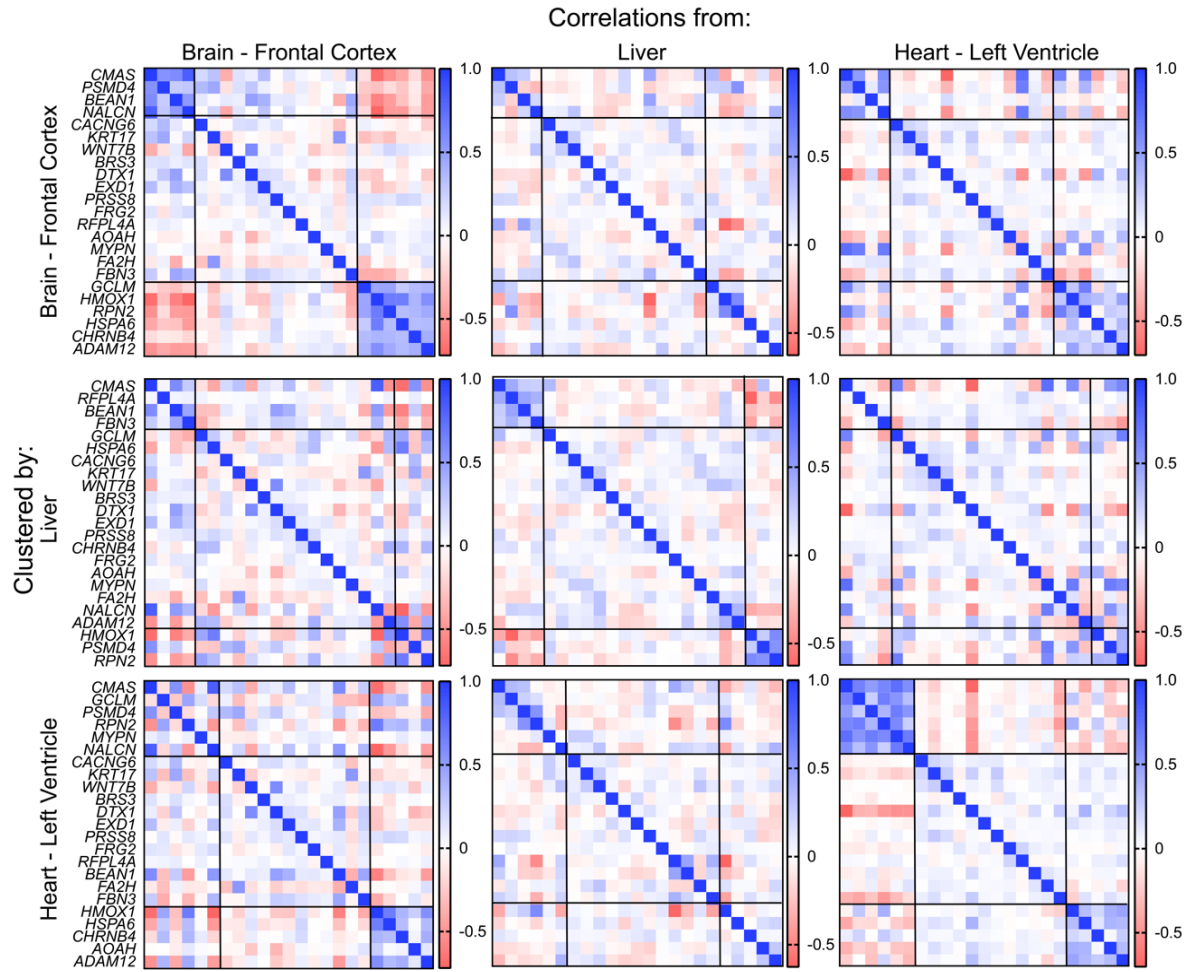 Correlations from:
Brain - Frontal Cortex
Liver
Heart - Left Ventricle
Clustered by:
Brain - Frontal Cortex
CMAS
PSMD4
BEAN1
NALCN
CACNG6
KRT17
WNT7B
BRS3
DTX1
EXD1
PRSS8
FRG2
RFPL4A
AOAH
MYPN
FA2H
FBN3
GCLM
HMOX1
RPN2
HSPA6
CHRNB4
ADAM12
1.0
0.5
0
-0.5
1.0
0.5
0
-0.5
1.0
0.5
0
-0.5
Liver
CMAS
RFPL4A
BEAN1
FBN3
GCLM
HSPA6
CACNG6
KRT17
WNT7B
BRS3
DTX1
EXD1
PRSS8
CHRNB4
FRG2
AOAH
MYPN
FA2H
NALCN
ADAM12
HMOX1
PSMD4
RPN2
1.0
0.5
0
-0.5
1.0
0.5
0
-0.5
1.0
0.5
0
-0.5
Heart - Left Ventricle
CMAS
GCLM
PSMD4
RPN2
MYPN
NALCN
CACNG6
KRT17
WNT7B
BRS3
DTX1
EXD1
PRSS8
FRG2
RFPL4A
BEAN1
FA2H
FBN3
HMOX1
HSPA6
CHRNB4
AOAH
ADAM12
1.0
0.5
0
-0.5
1.0
0.5
0
-0.5
1.0
0.5
0
-0.5